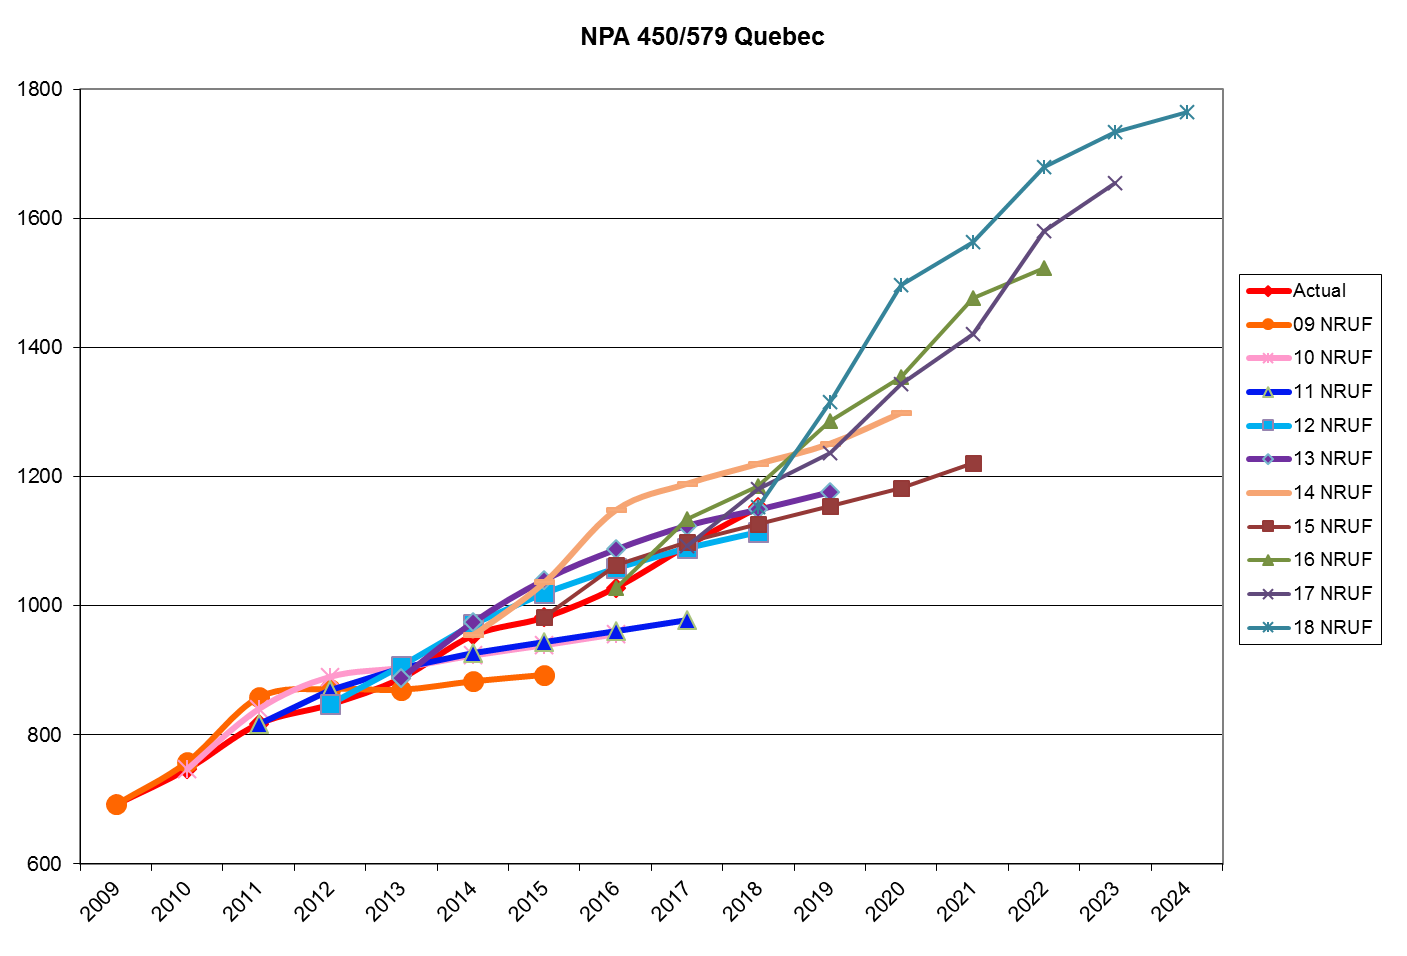 NPA 450/579 Quebec
1800
1600
1400
1200
1000
800
600
2009
2010
2011
2012
2013
2014
2015
2016
2017
2018
2019
2020
2021
2022
2023
2024
Actual
09 NRUF
10 NRUF
11 NRUF
12 NRUF
13 NRUF
14 NRUF
15 NRUF
16 NRUF
17 NRUF
18 NRUF